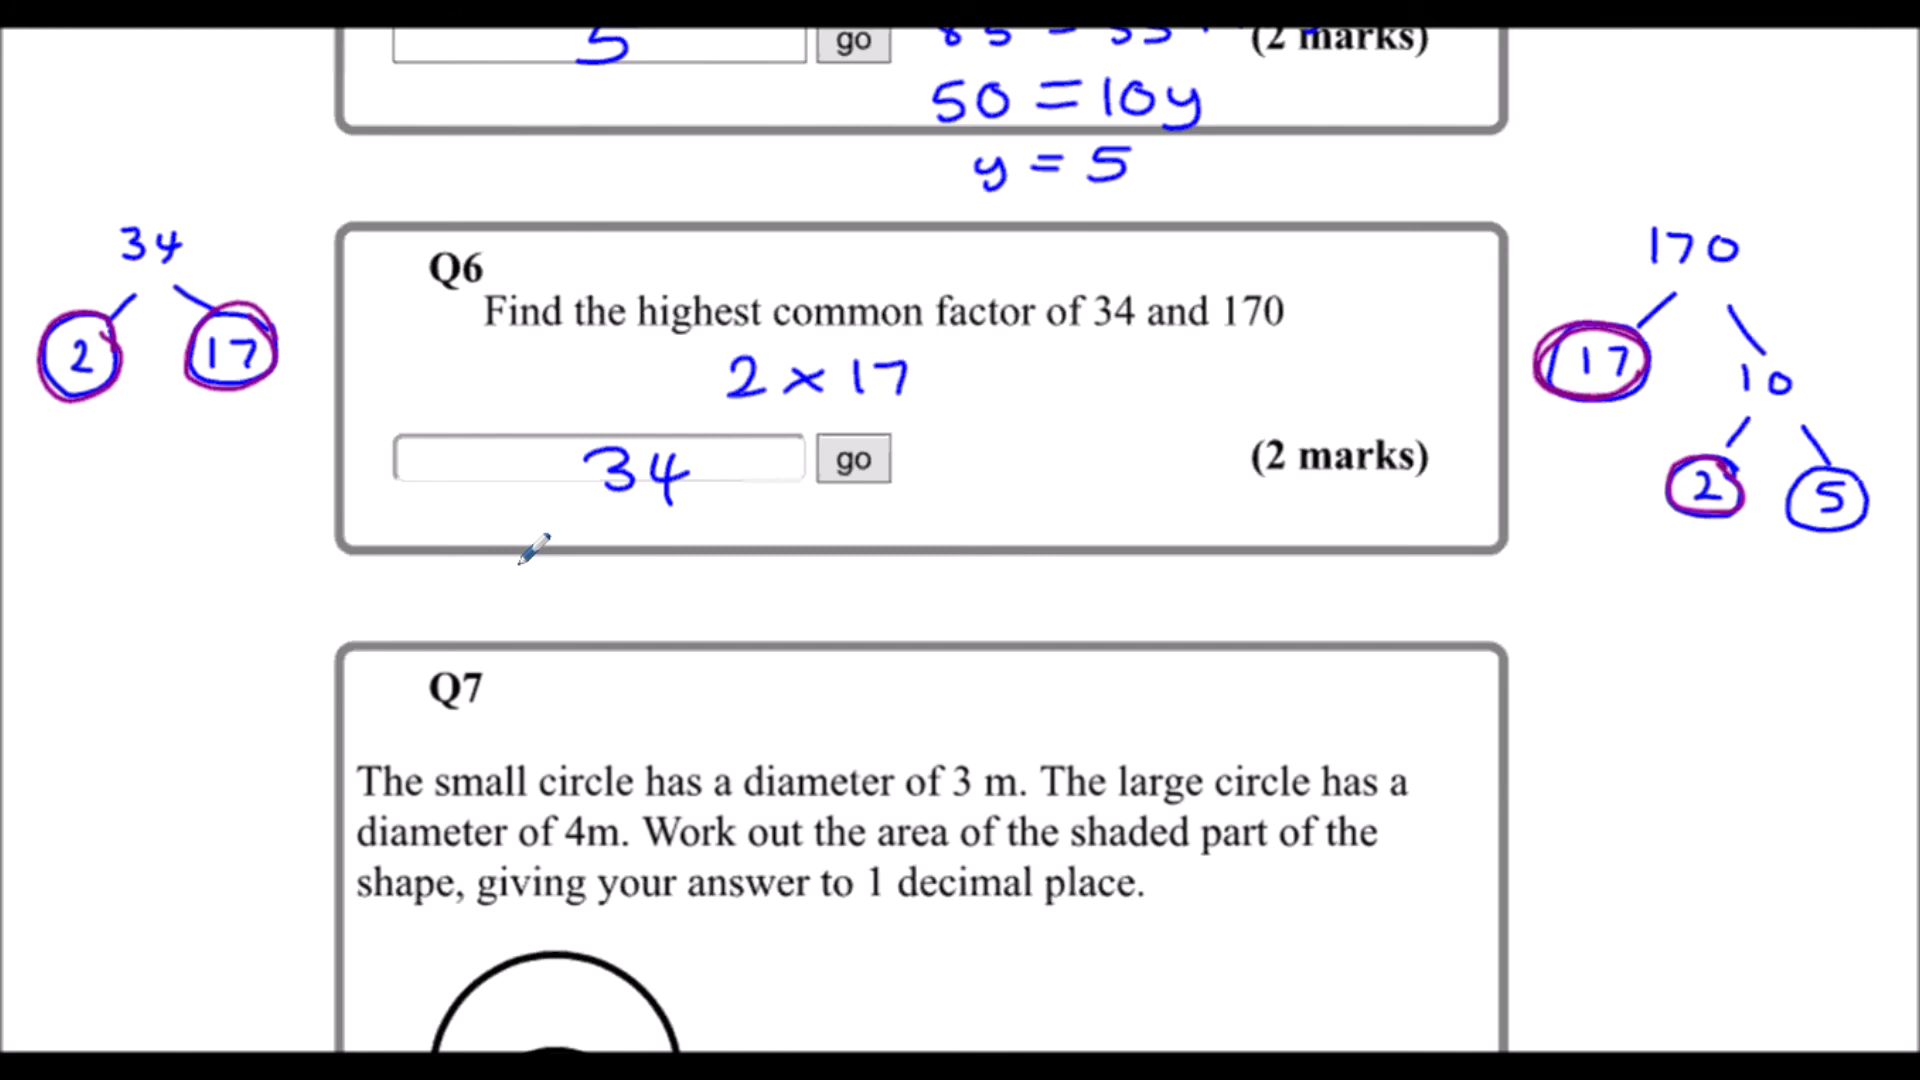 5
go
(2 marks)
50 = 10y
y = 5
34
2
17
Q6
Find the highest common factor of 34 and 170
2 × 17
34
go
(2 marks)
170
17
10
2
5
Q7
The small circle has a diameter of 3 m. The large circle has a
diameter of 4m. Work out the area of the shaded part of the
shape, giving your answer to 1 decimal place.